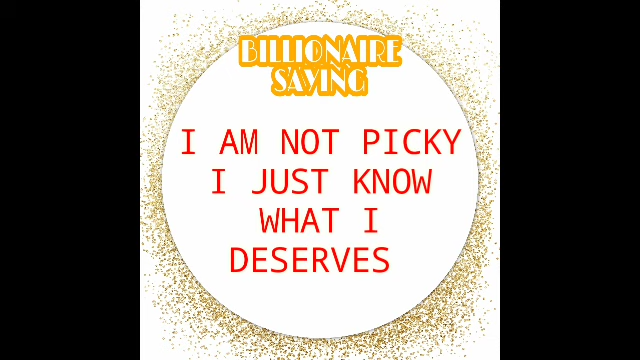 BILLIONAIRE
SAYING
I AM NOT PICKY
I JUST KNOW
WHAT I
DESERVES